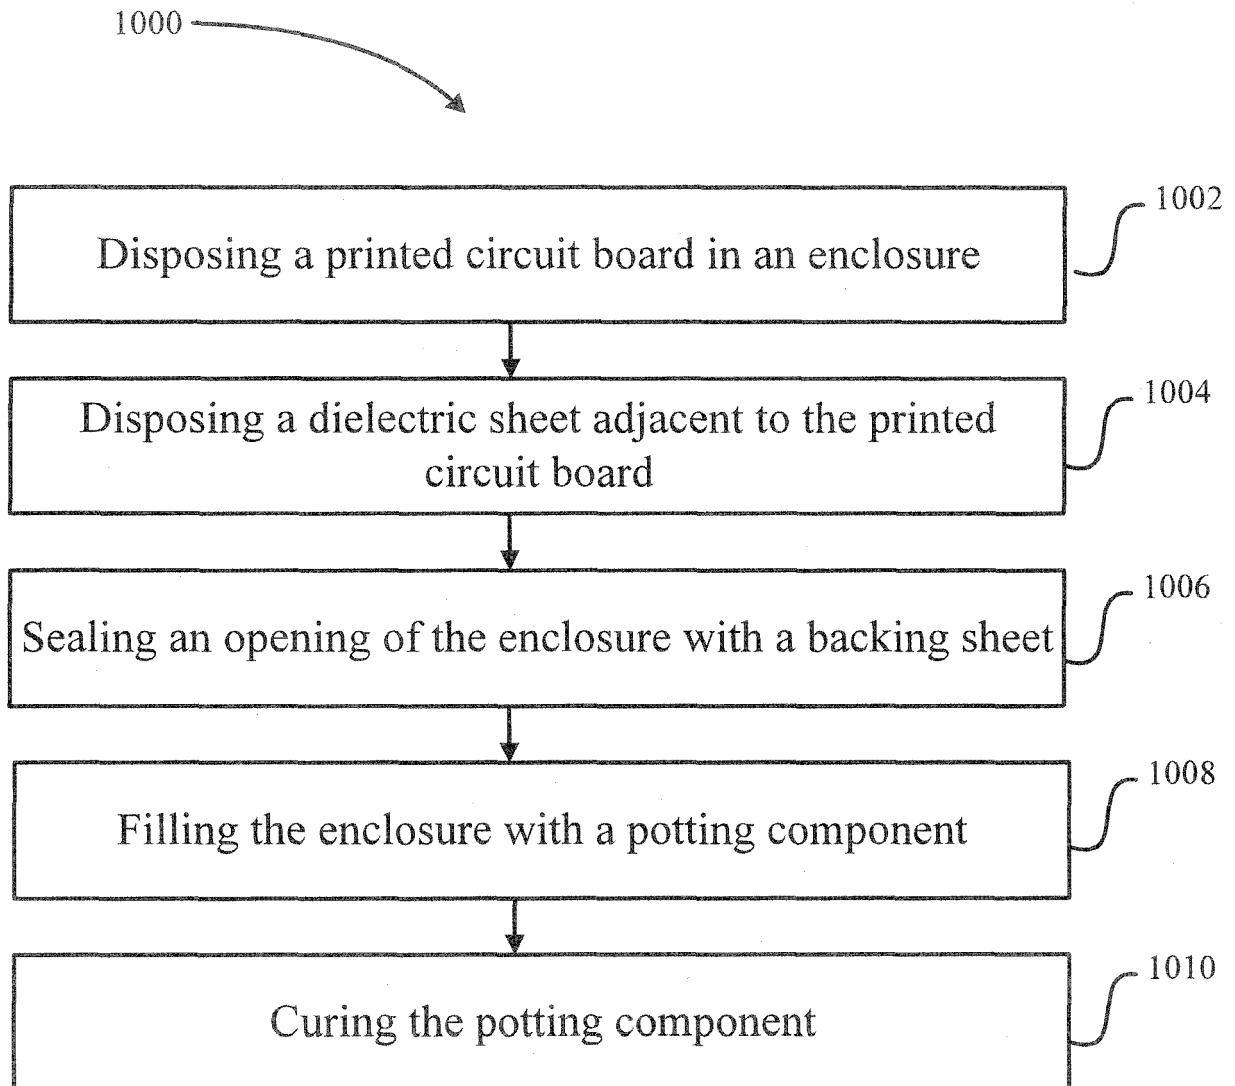 1000
1002
Disposing a printed circuit board in an enclosure
1004
Disposing a dielectric sheet adjacent to the printed
circuit board
1006
Sealing an opening of the enclosure with a backing sheet
1008
Filling the enclosure with a potting component
1010
Curing the potting component